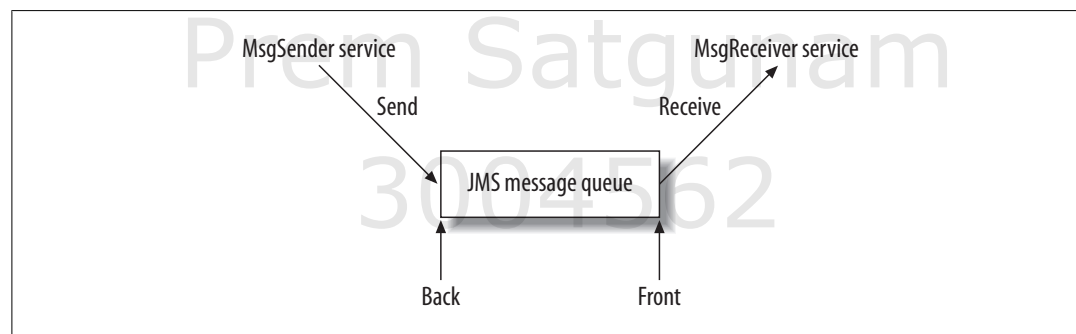 Prem Satgunam
MsgSender service
MsgReceiver service
Send
Receive
JMS message queue
3004562
Back
Front